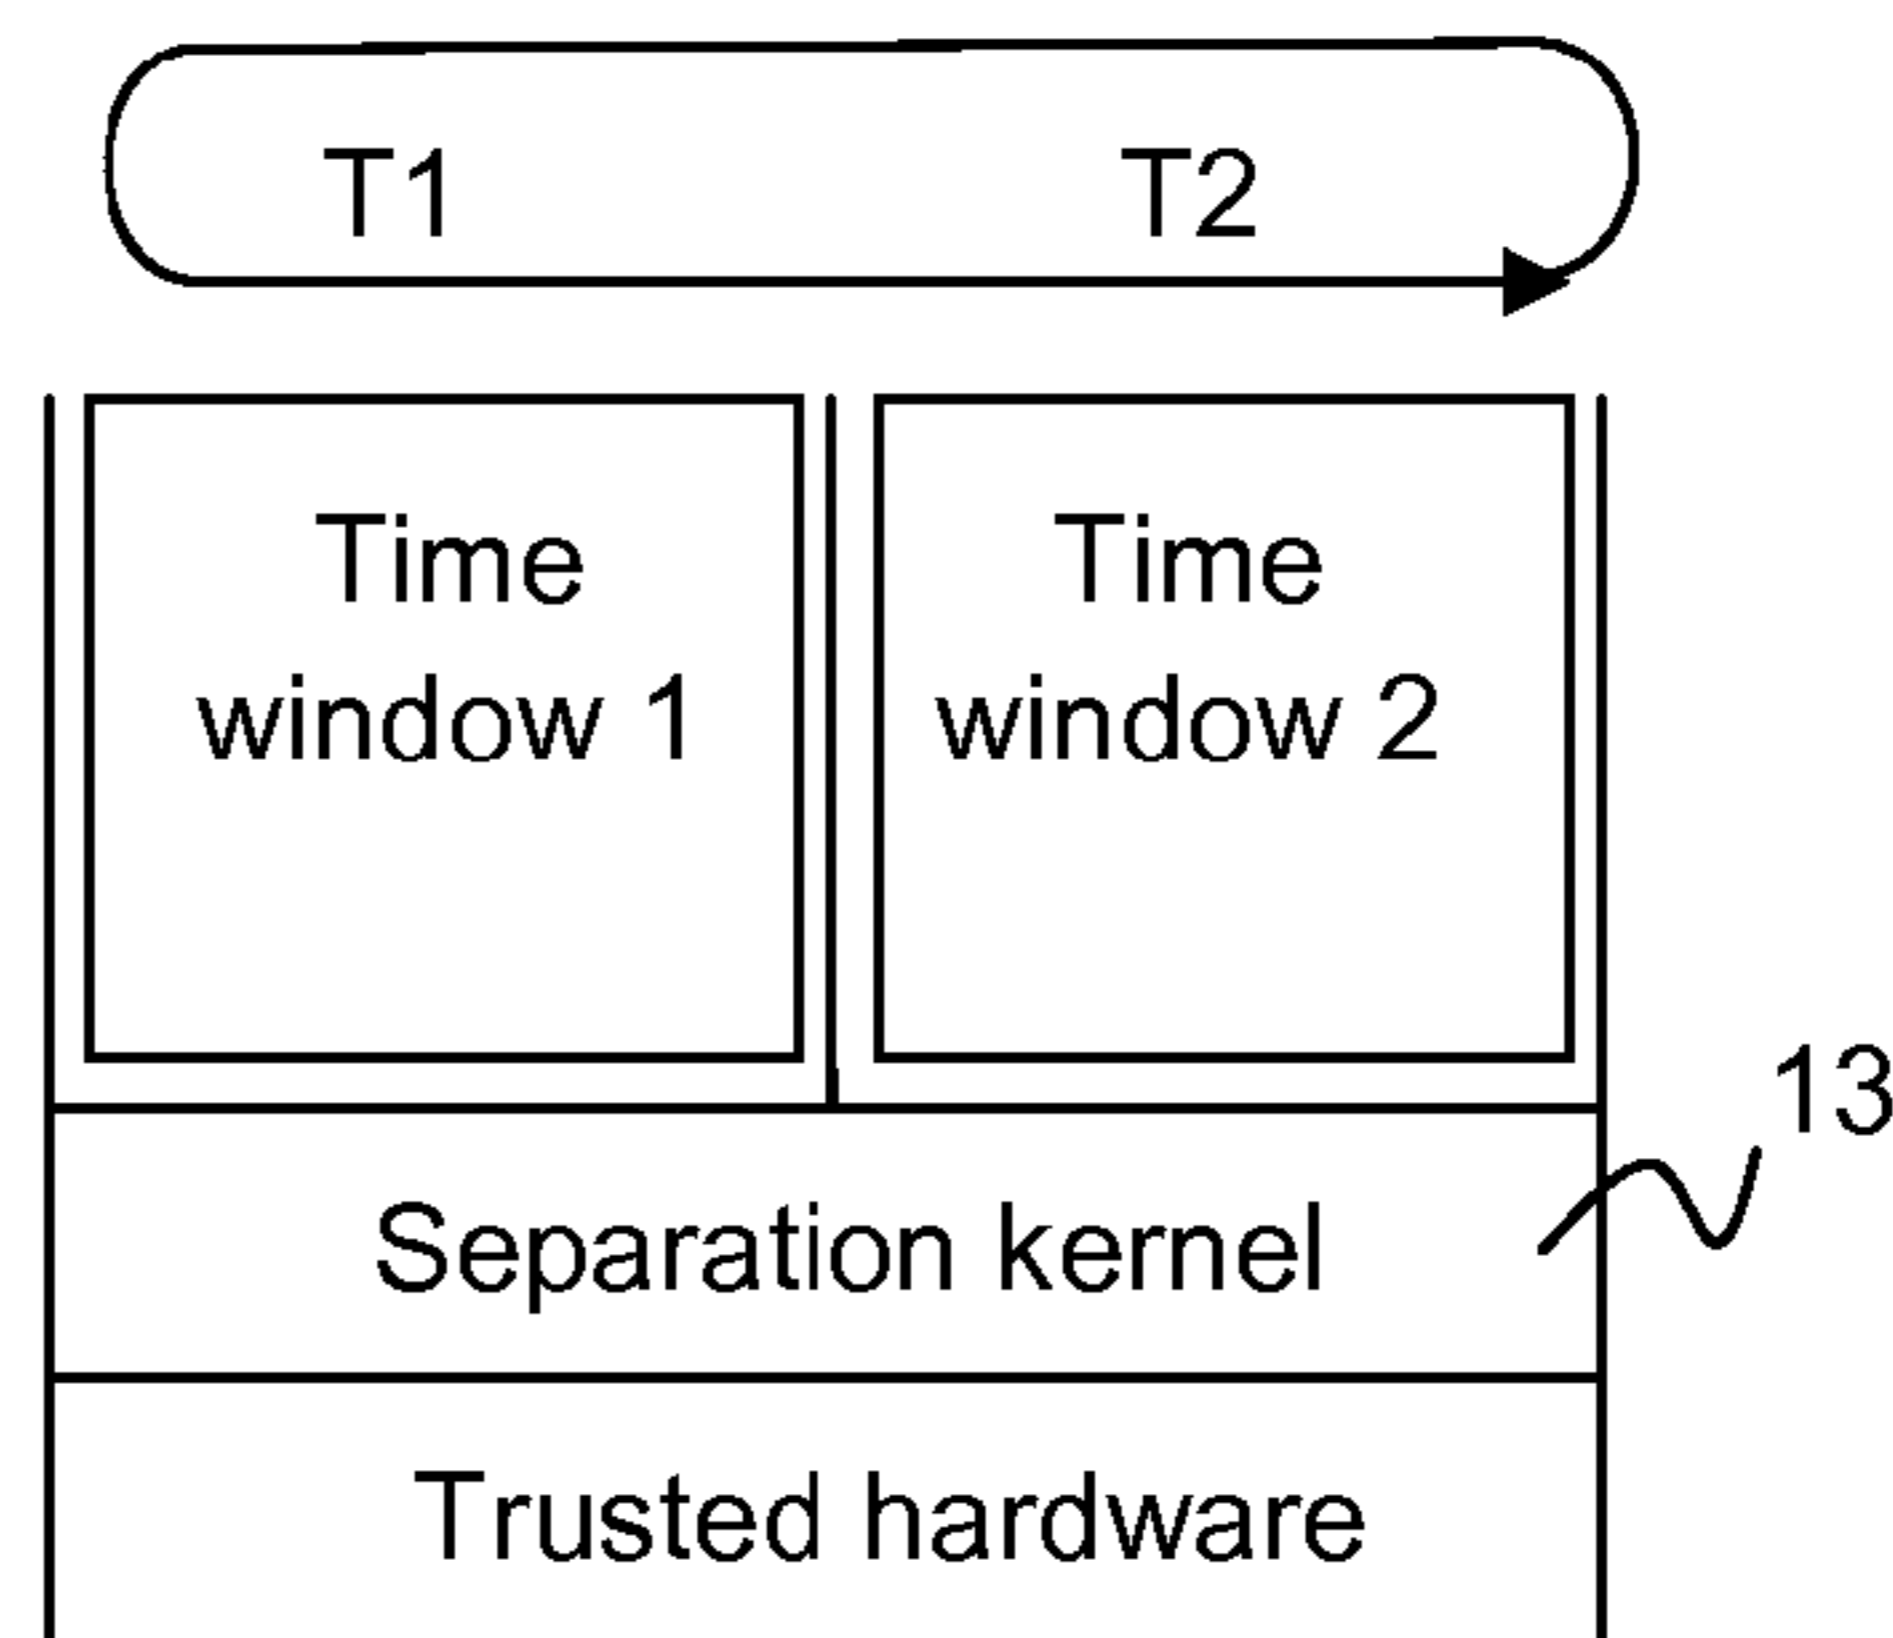 T1 T2
Time
window 1
Time
window 2
13
Separation kernel
Trusted hardware